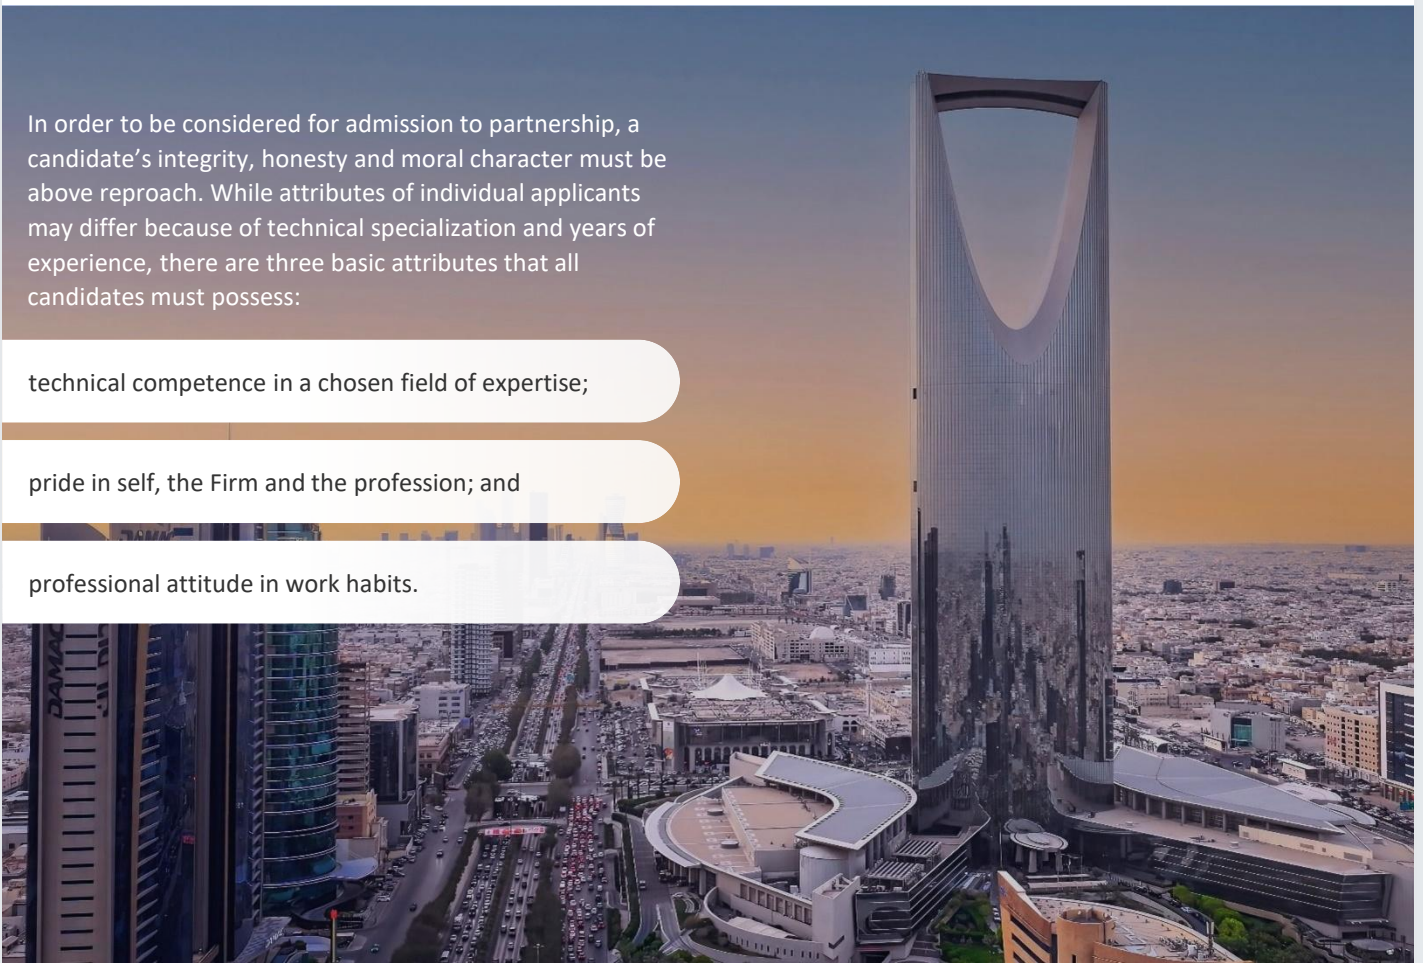 In order to be considered for admission to partnership, a
candidate’s integrity, honesty and moral character must be
above reproach. While attributes of individual applicants
may differ because of technical specialization and years of
experience, there are three basic attributes that all
candidates must possess:
technical competence in a chosen field of expertise;
pride in self, the Firm and the profession; and
professional attitude in work habits.
DAMAC